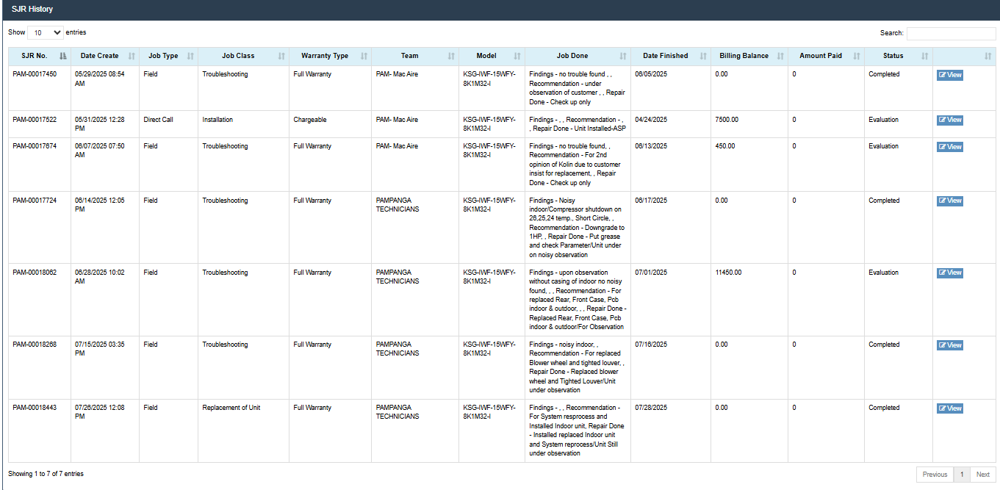 SJR History
Show 10 entries
Search:
SJR No. Date Create Job Type Job Class Warranty Type Team Model Job Done Date Finished Billing Balance Amount Paid Status
PAM-00017450 05/29/2025 08:54 Field Troubleshooting Full Warranty PAM- Mac Aire KSG-IWF-15WFY- Findings - no trouble found , , 06/05/2025 0.00 0 Completed View
AM 8K1M32-I Recommendation - under
observation of customer , , Repair
Done - Check up only
PAM-00017522 05/31/2025 12:28 Direct Call Installation Chargeable PAM- Mac Aire KSG-IWF-15WFY- Findings - , , Recommendation - , 04/24/2025 7500.00 0 Evaluation View
PM 8K1M32-I , Repair Done - Unit Installed-ASP
PAM-00017674 06/07/2025 07:50 Field Troubleshooting Full Warranty PAM- Mac Aire KSG-IWF-15WFY- Findings - no trouble found, , 06/13/2025 450.00 0 Evaluation View
AM 8K1M32-I Recommendation - For 2nd
opinion of Kolin due to customer
insist for replacement, , Repair
Done - Check up only
PAM-00017724 06/14/2025 12:05 Field Troubleshooting Full Warranty PAMPANGA KSG-IWF-15WFY- Findings - Noisy 06/17/2025 0.00 0 Completed View
PM TECHNICIANS 8K1M32-I indoor/Compressor shutdown on
26,25,24 temp., Short Circle, ,
Recommendation - Downgrade to
1HP, , Repair Done - Put grease
and check Parameter/Unit under
on noisy observation
PAM-00018062 06/28/2025 10:02 Field Troubleshooting Full Warranty PAMPANGA KSG-IWF-15WFY- Findings - upon observation 07/01/2025 11450.00 0 Evaluation View
AM TECHNICIANS 8K1M32-I without casing of indoor no noisy
found, , , Recommendation - For
replaced Rear, Front Case, Pcb
indoor & outdoor, , , Repair Done -
Replaced Rear, Front Case, Pcb
indoor & outdoor/For Observation
PAM-00018268 07/15/2025 03:35 Field Troubleshooting Full Warranty PAMPANGA KSG-IWF-15WFY- Findings - noisy indoor, , 07/16/2025 0.00 0 Completed View
PM TECHNICIANS 8K1M32-I Recommendation - For replaced
Blower wheel and tighted louver, ,
Repair Done - Replaced blower
wheel and Tighted Louver/Unit
under observation
PAM-00018443 07/26/2025 12:08 Field Replacement of Unit Full Warranty PAMPANGA KSG-IWF-15WFY- Findings - , , Recommendation - 07/28/2025 0.00 0 Completed View
PM TECHNICIANS 8K1M32-I For System resprocess and
Installed Indoor unit, Repair Done
- Installed replaced Indoor unit
and System reprocess/Unit Still
under observation
Showing 1 to 7 of 7 entries
Previous 1 Next